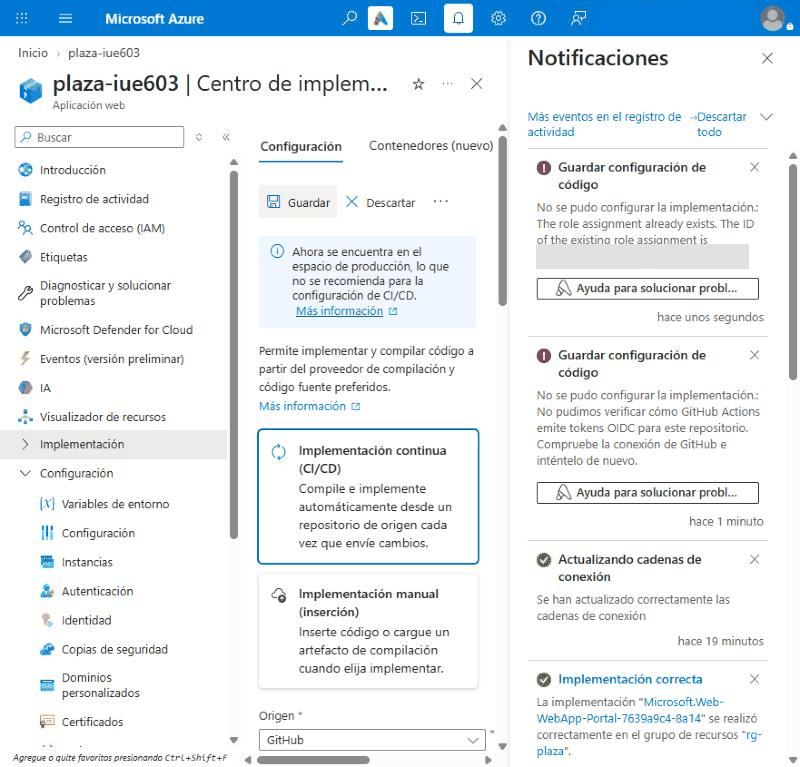 Microsoft Azure
Inicio > plaza-iue603
plaza-iue603 | Centro de implem...
Aplicación web
Buscar
Introducción
Registro de actividad
Control de acceso (IAM)
Etiquetas
Diagnosticar y solucionar
problemas
Microsoft Defender for Cloud
Eventos (versión preliminar)
IA
Visualizador de recursos
Implementación
Configuración
Variables de entorno
Configuración
Instancias
Autenticación
Identidad
Copias de seguridad
Dominios
personalizados
Certificados
Agregue o quite favoritos presionando Ctrl+Shift+F
Configuración Contenedores (nuevo)
Guardar Descartar ...
Ahora se encuentra en el
espacio de producción, lo que
no se recomienda para la
configuración de CI/CD.
Más información
Permite implementar y compilar código a
partir del proveedor de compilación y
código fuente preferidos.
Más información
Implementación continua
(CI/CD)
Compile e implemente
automáticamente desde un
repositorio de origen cada
vez que envíe cambios.
Implementación manual
(inserción)
Inserte código o cargue un
artefacto de compilación
cuando elija implementar.
Origen *
GitHub
Notificaciones
Más eventos en el registro de
actividad
→Descartar
todo
Guardar configuración de
código
No se pudo configurar la implementación.:
The role assignment already exists. The ID
of the existing role assignment is
Ayuda para solucionar probl...
hace unos segundos
Guardar configuración de
código
No se pudo configurar la implementación.:
No pudimos verificar cómo GitHub Actions
emite tokens OIDC para este repositorio.
Compruebe la conexión de GitHub e
inténtelo de nuevo.
Ayuda para solucionar probl...
hace 1 minuto
Actualizando cadenas de
conexión
Se han actualizado correctamente las
cadenas de conexión
hace 19 minutos
Implementación correcta
La implementación "Microsoft.Web-
WebApp-Portal-7639a9c4-8a14" se realizó
correctamente en el grupo de recursos "rg-
plaza".